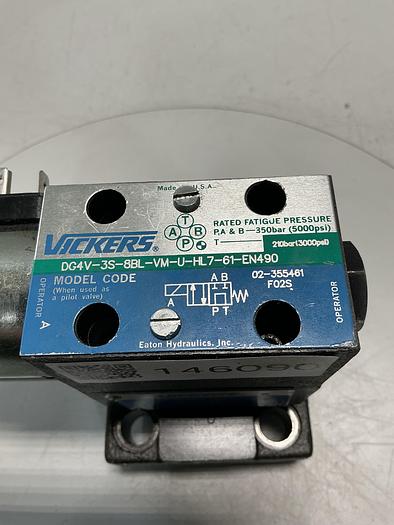 Made in U.S.A.
T
A B
P
VICKERS®
RATED FATIGUE PRESSURE
P,A & B—350bar (5000psi)
T— 210bar(3000psi)
DG4V-3S-8BL-VM-U-HL7-61-EN490
MODEL CODE
(When used as
a pilot valve)
OPERATOR A
A
A B
P T
02-355461
F02S
OPERATOR
Eaton Hydraulics, Inc.
146090